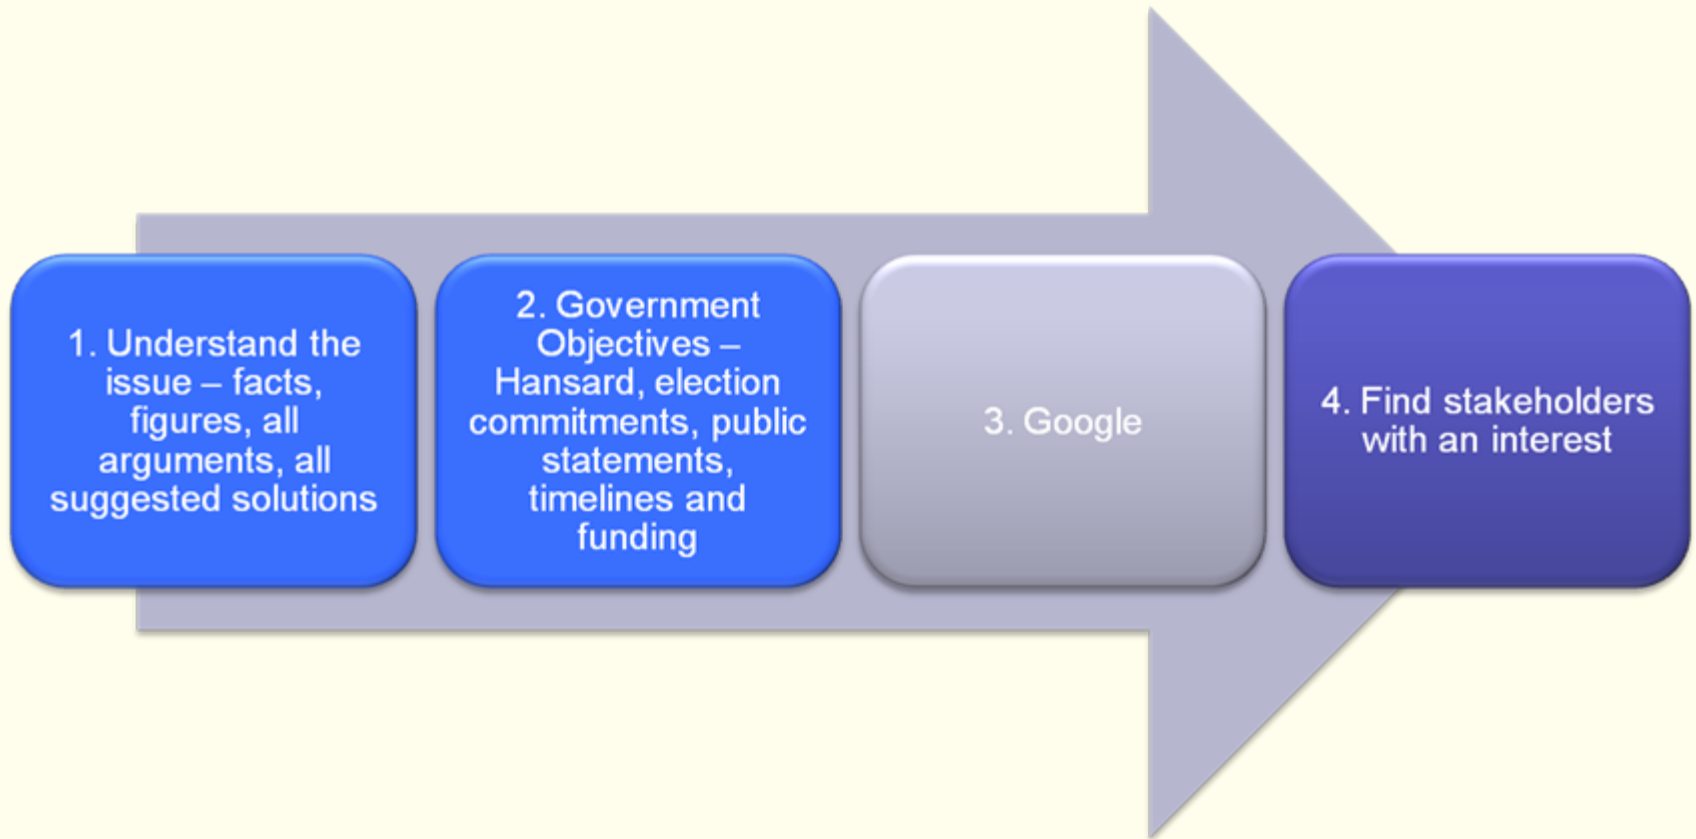 1. Understand the
issue – facts,
figures, all
arguments, all
suggested solutions
2. Government
Objectives –
Hansard, election
commitments, public
statements,
timelines and
funding
3. Google
4. Find stakeholders
with an interest